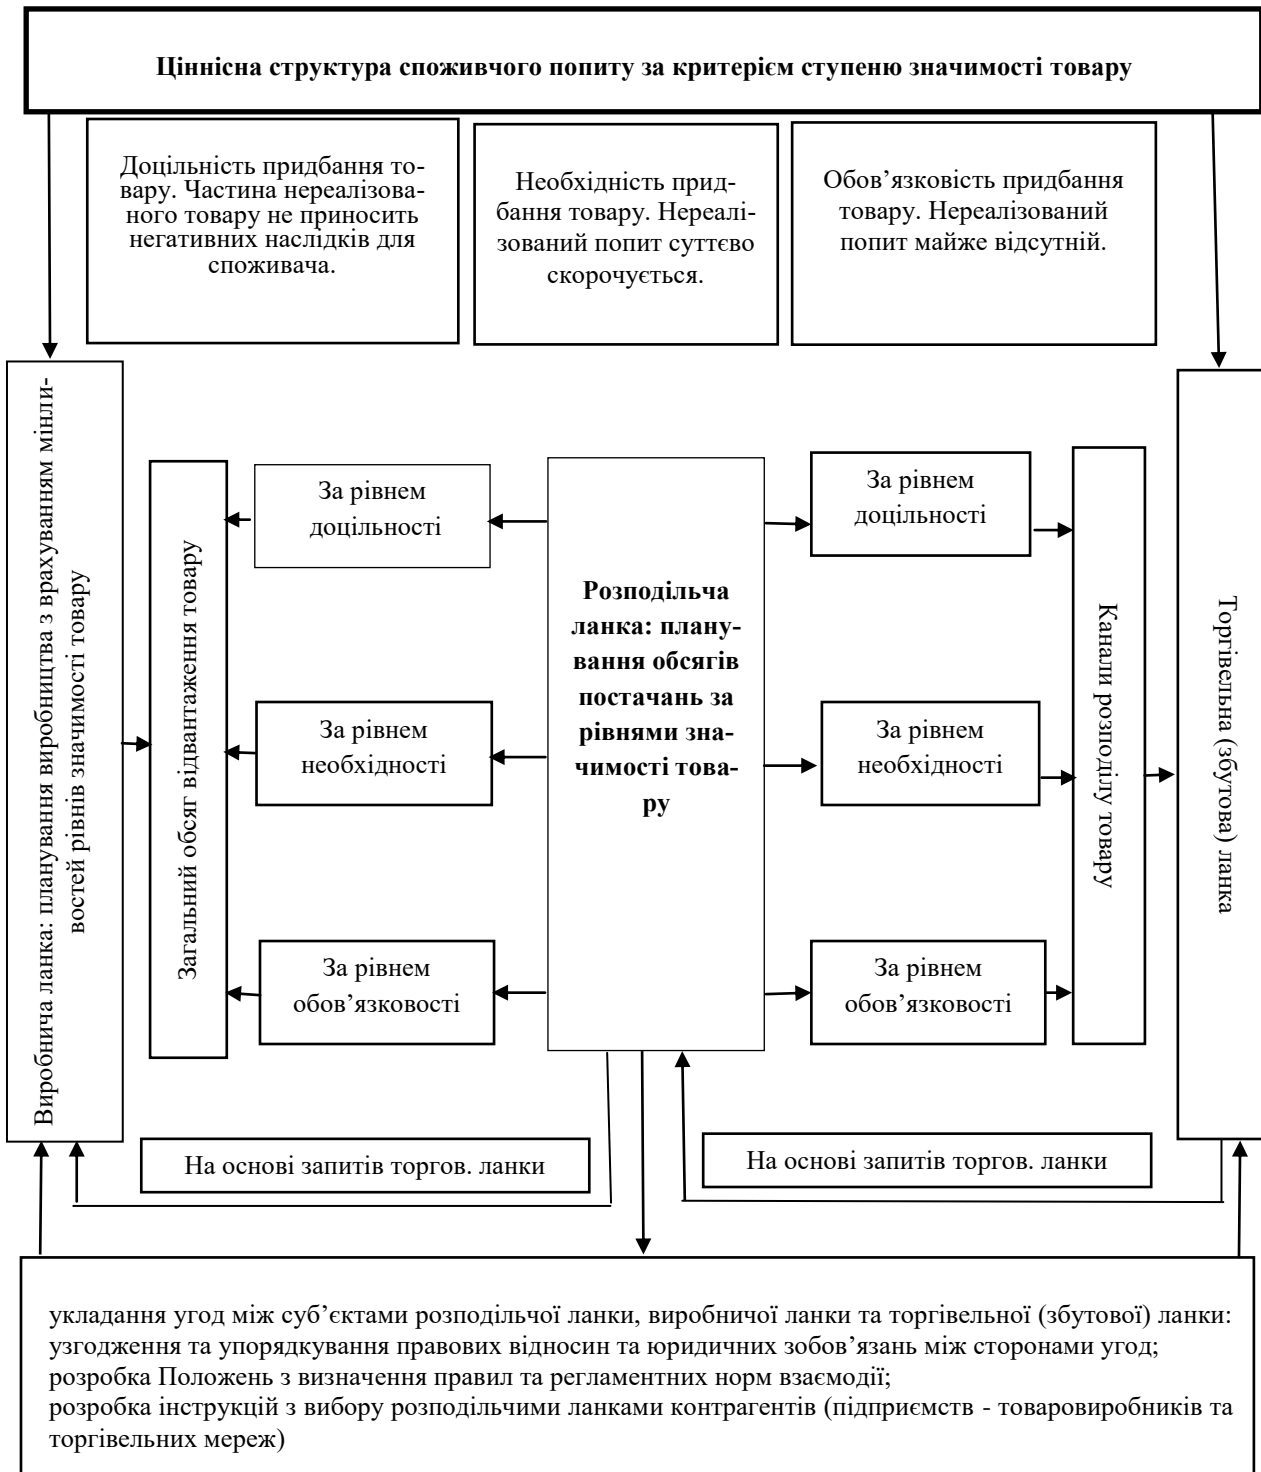 Ціннісна структура споживчого попиту за критерієм ступеню значимості товару
Доцільність придбання то-
вару. Частина нереалізова-
ного товару не приносить
негативних наслідків для
споживача.
Необхідність прид-
бання товару. Нереалі-
зований попит суттєво
скорочується.
Обов’язковість придбання
товару. Нереалізований
попит майже відсутній.
Виробнича ланка: планування виробництва з врахуванням мінли-
востей рівнів значимості товару
Загальний обсяг відвантаження товару
За рівнем
доцільності
За рівнем
необхідності
За рівнем
обов’язковості
Розподільча
ланка: плану-
вання обсягів
постачань за
рівнями зна-
чимості това-
ру
За рівнем
доцільності
За рівнем
необхідності
За рівнем
обов’язковості
Канали розподілу товару
Торгівельна (збутова) ланка
На основі запитів торгов. ланки
На основі запитів торгов. ланки
укладання угод між суб’єктами розподільчої ланки, виробничої ланки та торгівельної (збутової) ланки:
узгодження та упорядкування правових відносин та юридичних зобов’язань між сторонами угод;
розробка Положень з визначення правил та регламентних норм взаємодії;
розробка інструкцій з вибору розподільчими ланками контрагентів (підприємств - товаровиробників та
торгівельних мереж)